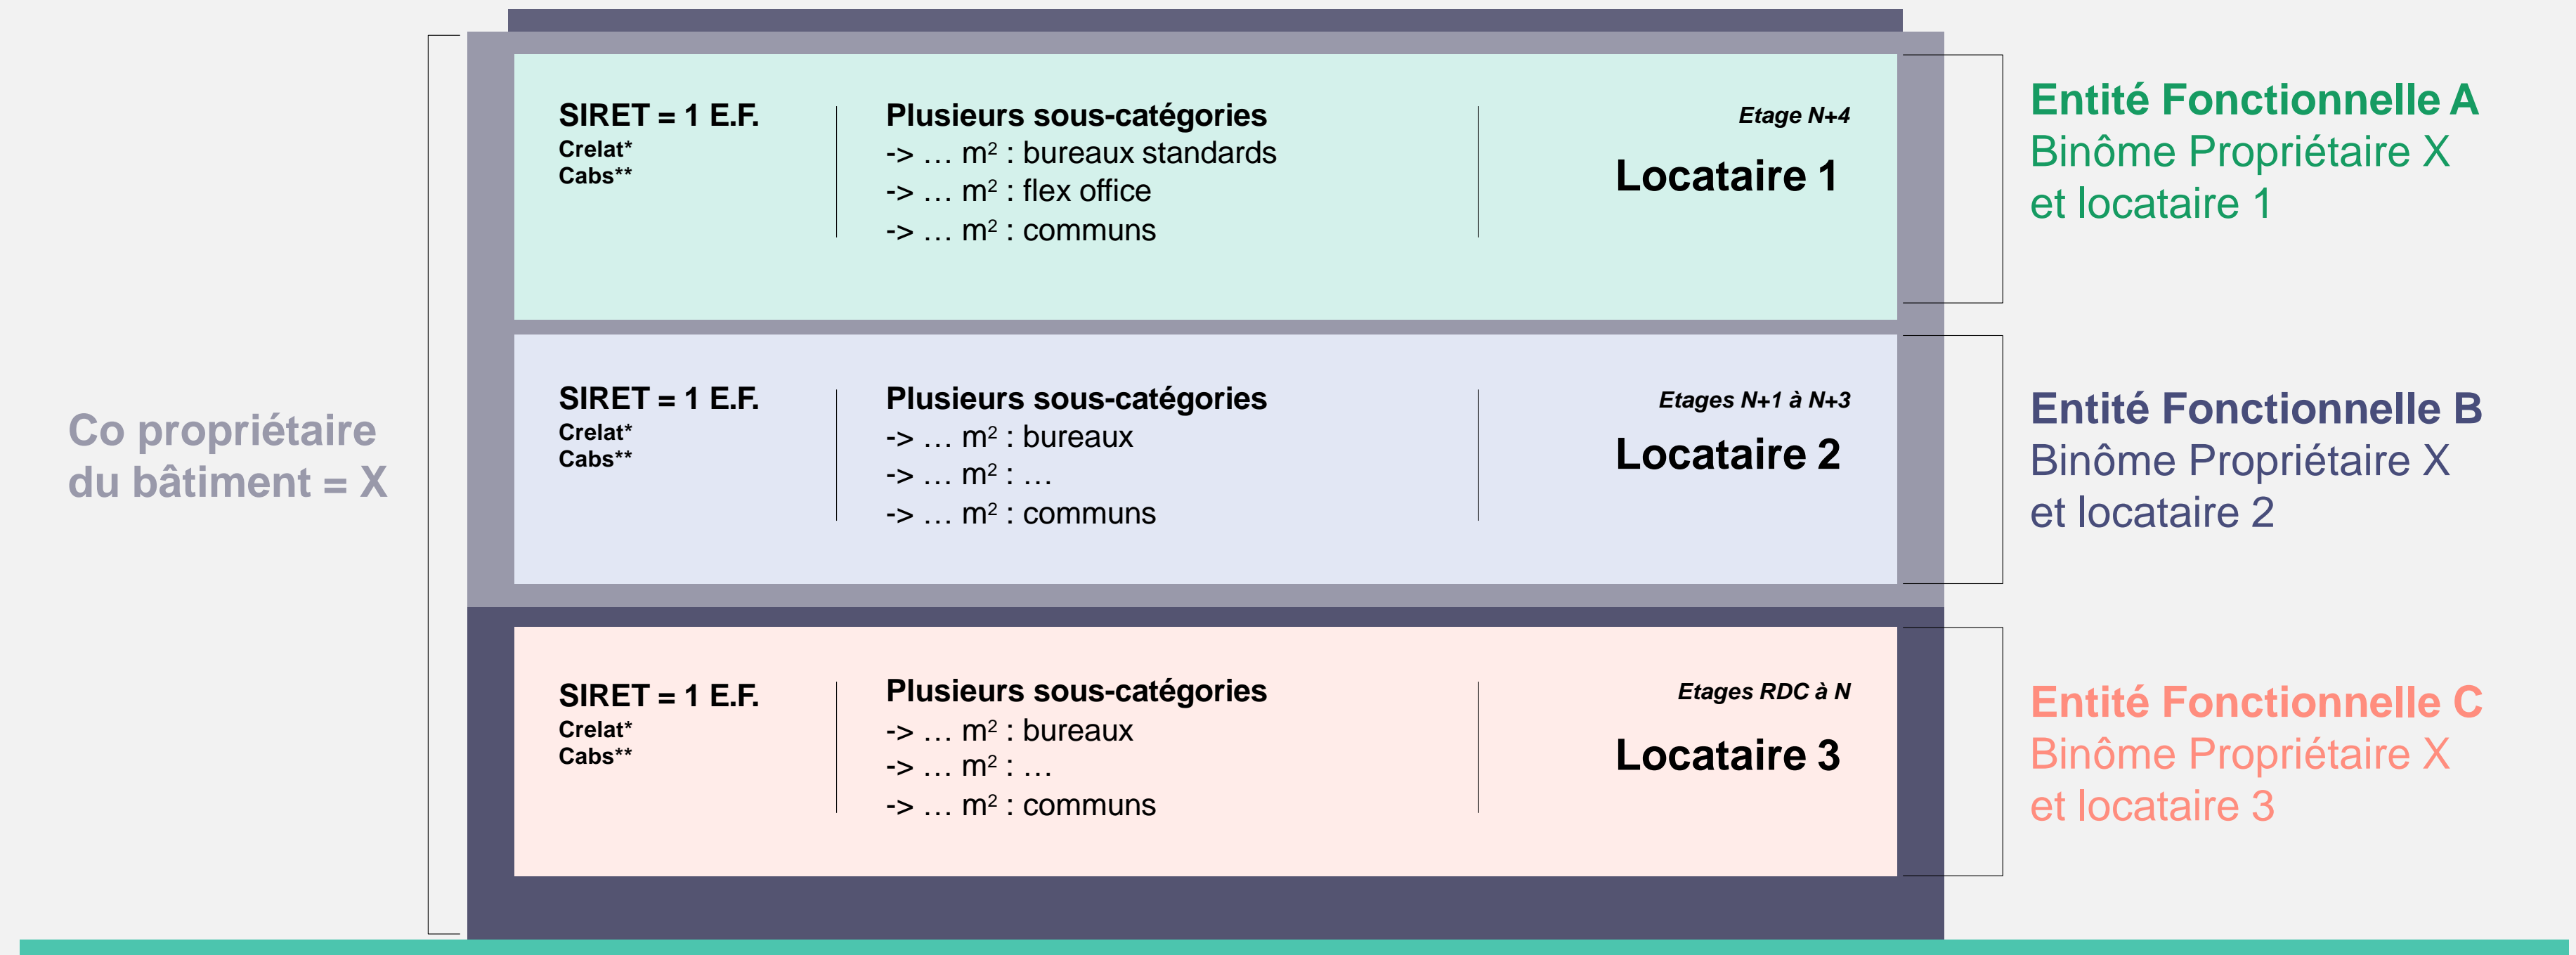 Co propriétaire
du bâtiment = X
SIRET = 1 E.F.
Crelat*
Cabs**
Plusieurs sous-catégories
-> … m² : bureaux standards
-> … m² : flex office
-> … m² : communs
Etage N+4
Locataire 1
Entité Fonctionnelle A
Binôme Propriétaire X
et locataire 1
SIRET = 1 E.F.
Crelat*
Cabs**
Plusieurs sous-catégories
-> … m² : bureaux
-> … m² : …
-> … m² : communs
Etages N+1 à N+3
Locataire 2
Entité Fonctionnelle B
Binôme Propriétaire X
et locataire 2
SIRET = 1 E.F.
Crelat*
Cabs**
Plusieurs sous-catégories
-> … m² : bureaux
-> … m² : …
-> … m² : communs
Etages RDC à N
Locataire 3
Entité Fonctionnelle C
Binôme Propriétaire X
et locataire 3